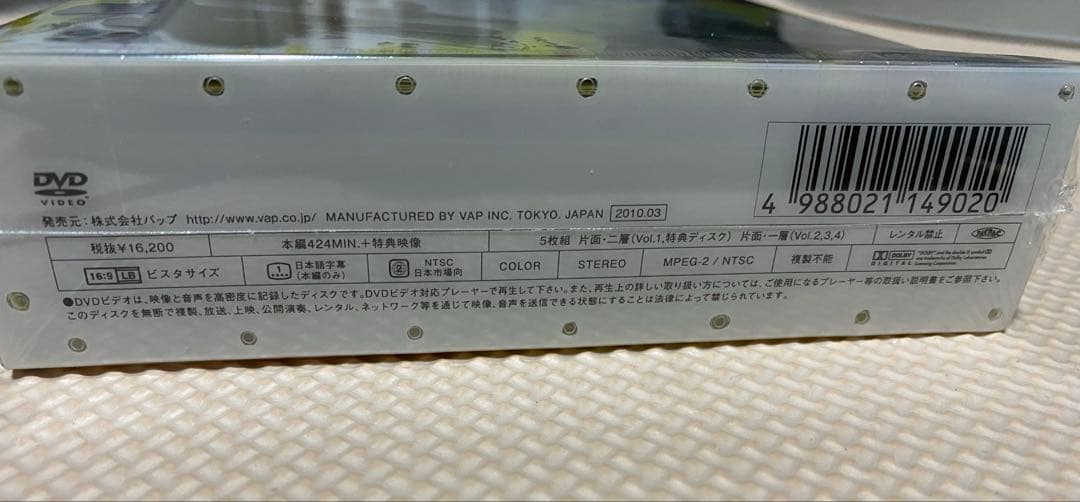 DVD
VIDEO
発売元:株式会社バップ http://www.vap.co.jp/ MANUFACTURED BY VAP INC. TOKYO. JAPAN 2010.03
4 988021 149020
税抜¥16,200 本編424MIN.+特典映像 5枚組 片面・二層(Vol.1,特典ディスク) 片面・一層(Vol.2,3,4) レンタル禁止
16:9 LB ビスタサイズ 1 日本語字幕(本編のみ) 2 NTSC日本市場向 COLOR STEREO MPEG-2 / NTSC 複製不能 DOLBY DIGITAL
●DVDビデオは、映像と音声を高密度に記録したディスクです。DVDビデオ対応プレーヤーで再生して下さい。また、再生上の詳しい取り扱い方については、ご使用になるプレーヤー等の取扱い説明書をご参照下さい。
このディスクを無断で複製、放送、上映、公開演奏、レンタル、ネットワーク等を通じて映像、音声を送信できる状態にすることは法律によって禁じられています。